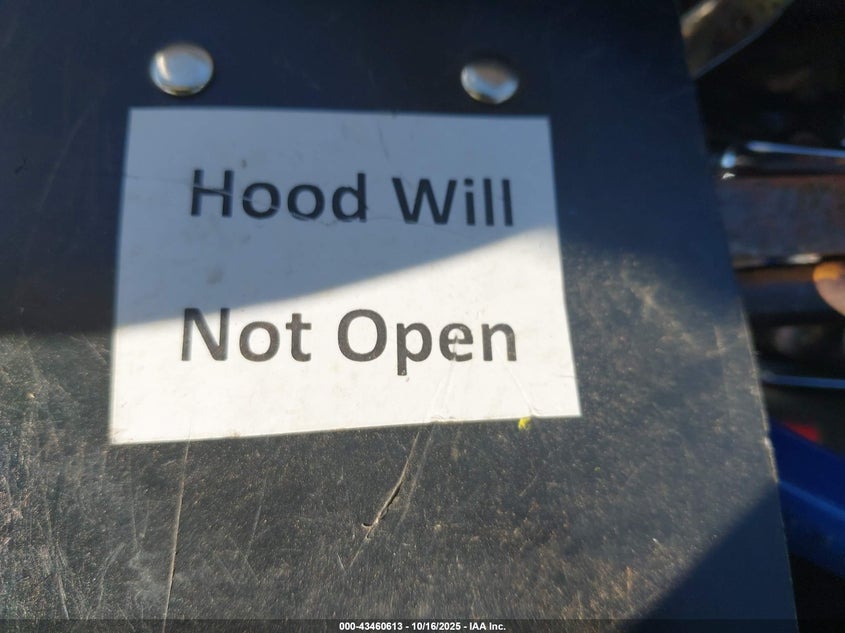 Hood Will
Not Open
000-43460613 - 10/16/2025 - IAA Inc.